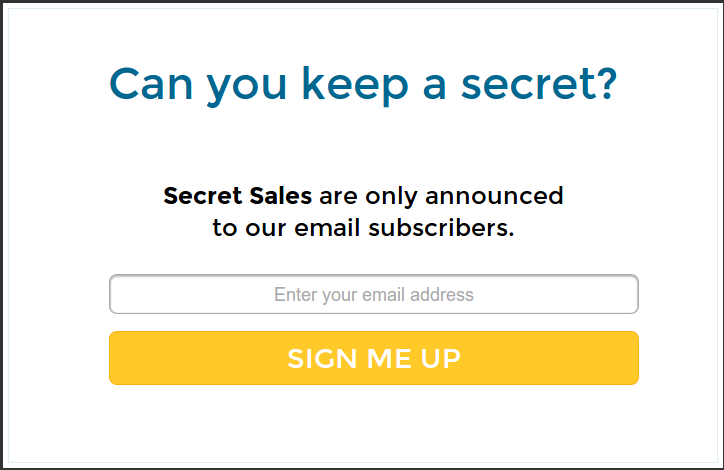 Can you keep a secret?
Secret Sales are only announced
to our email subscribers.
Enter your email address
SIGN ME UP